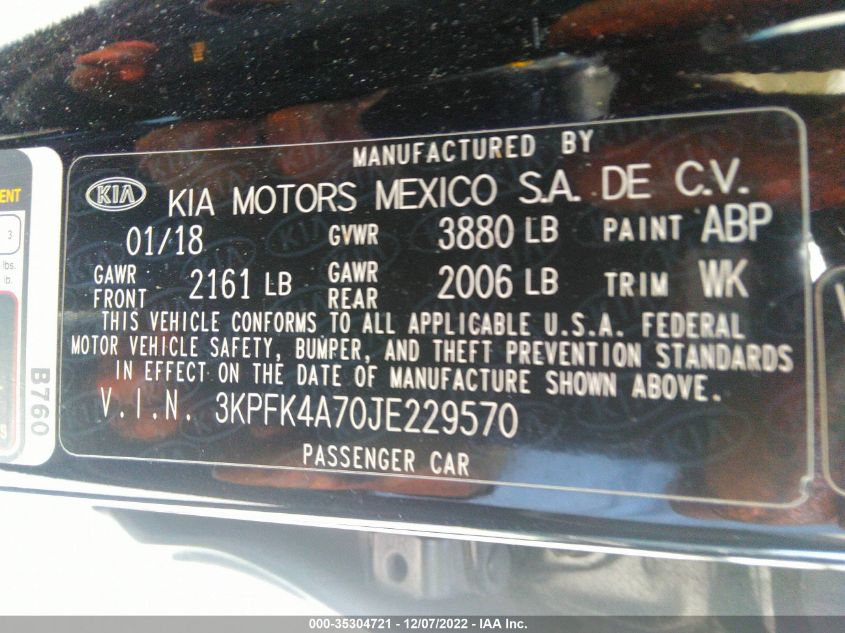 MANUFACTURED BY
KIA KIA MOTORS MEXICO S.A. DE C.V.
01/18 GVWR 3880 LB PAINT ABP
GAWR FRONT 2161 LB GAWR REAR 2006 LB TRIM WK
THIS VEHICLE CONFORMS TO ALL APPLICABLE U.S.A. FEDERAL
MOTOR VEHICLE SAFETY, BUMPER, AND THEFT PREVENTION STANDARDS
IN EFFECT ON THE DATE OF MANUFACTURE SHOWN ABOVE.
V.I.N. 3KPFK4A70JE229570
PASSENGER CAR
3
lbs.
lb.
B760
000-35304721 - 12/07/2022 - IAA Inc.